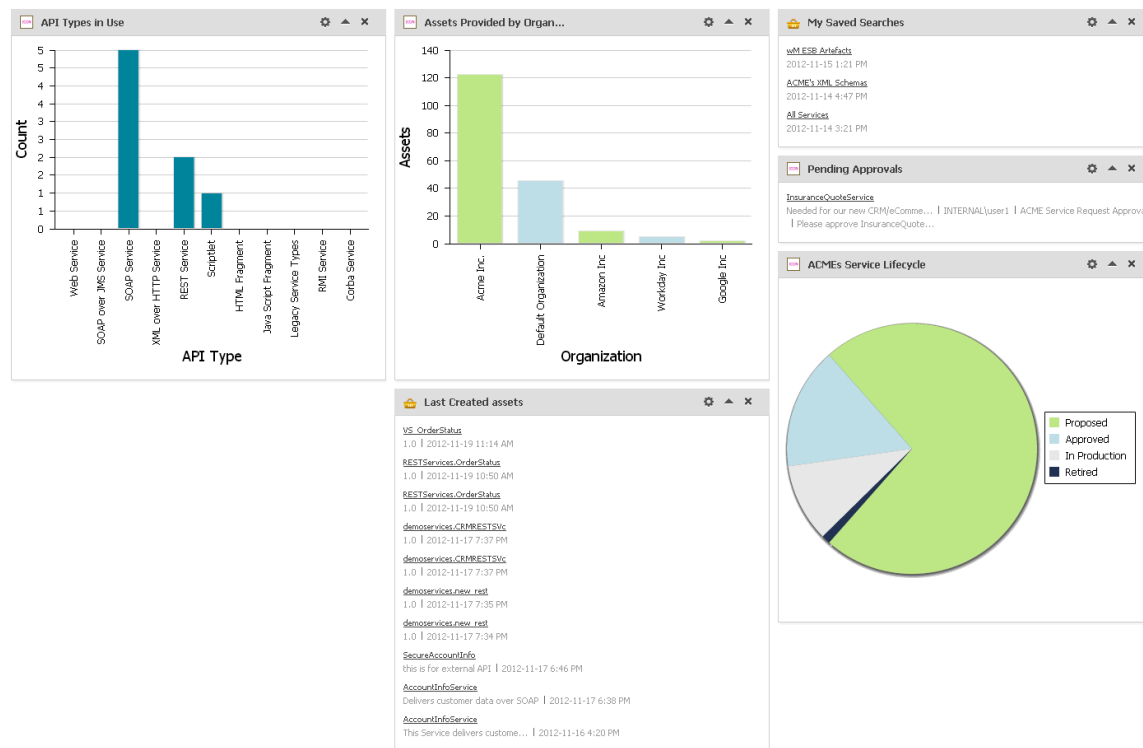 API Types in Use
5
5
4
4
3
3
2
2
1
1
0
Count
Web Service
SOAP over JMS Service
SOAP Service
XML over HTTP Service
REST Service
Scriptlet
HTML Fragment
Java Script Fragment
Legacy Service Types
RMI Service
Corba Service
API Type
Assets Provided by Organ...
140
120
100
80
60
40
20
0
Assets
Acme Inc.
Default Organization
Amazon Inc
Workday Inc
Google Inc
Organization
Last Created assets
VS_OrderStatus
1.0 | 2012-11-19 11:14 AM
RESTServices.OrderStatus
1.0 | 2012-11-19 10:50 AM
RESTServices.OrderStatus
1.0 | 2012-11-19 10:50 AM
demoservices.CRMRESTSVc
1.0 | 2012-11-17 7:37 PM
demoservices.CRMRESTSVc
1.0 | 2012-11-17 7:37 PM
demoservices.new_rest
1.0 | 2012-11-17 7:35 PM
demoservices.new_rest
1.0 | 2012-11-17 7:34 PM
SecureAccountInfo
this is for external API | 2012-11-17 6:46 PM
AccountInfoService
Delivers customer data over SOAP | 2012-11-17 6:38 PM
AccountInfoService
This Service delivers custome... | 2012-11-16 4:20 PM
My Saved Searches
wM ESB Artefacts
2012-11-15 1:21 PM
ACME's XML Schemas
2012-11-14 4:47 PM
All Services
2012-11-14 3:21 PM
Pending Approvals
InsuranceQuoteService
Needed for our new CRM/eComme... | INTERNAL\user1 | ACME Service Request Approva
| Please approve InsuranceQuote...
ACMEs Service Lifecycle
Proposed
Approved
In Production
Retired